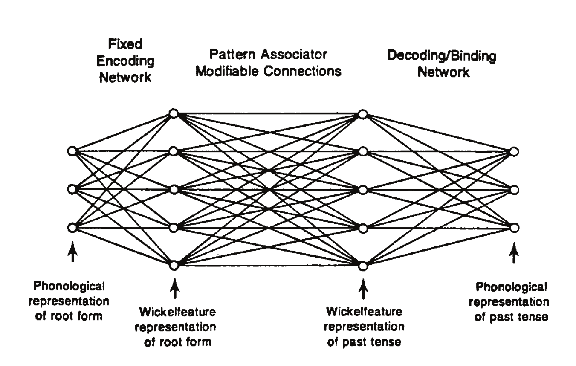 Fixed
Encoding
Network
Pattern Associator
Modifiable Connections
Decoding/Binding
Network
Phonological
representation
of root form
Wickelfeature
representation
of root form
Wickelfeature
representation
of past tense
Phonological
representation
of past tense